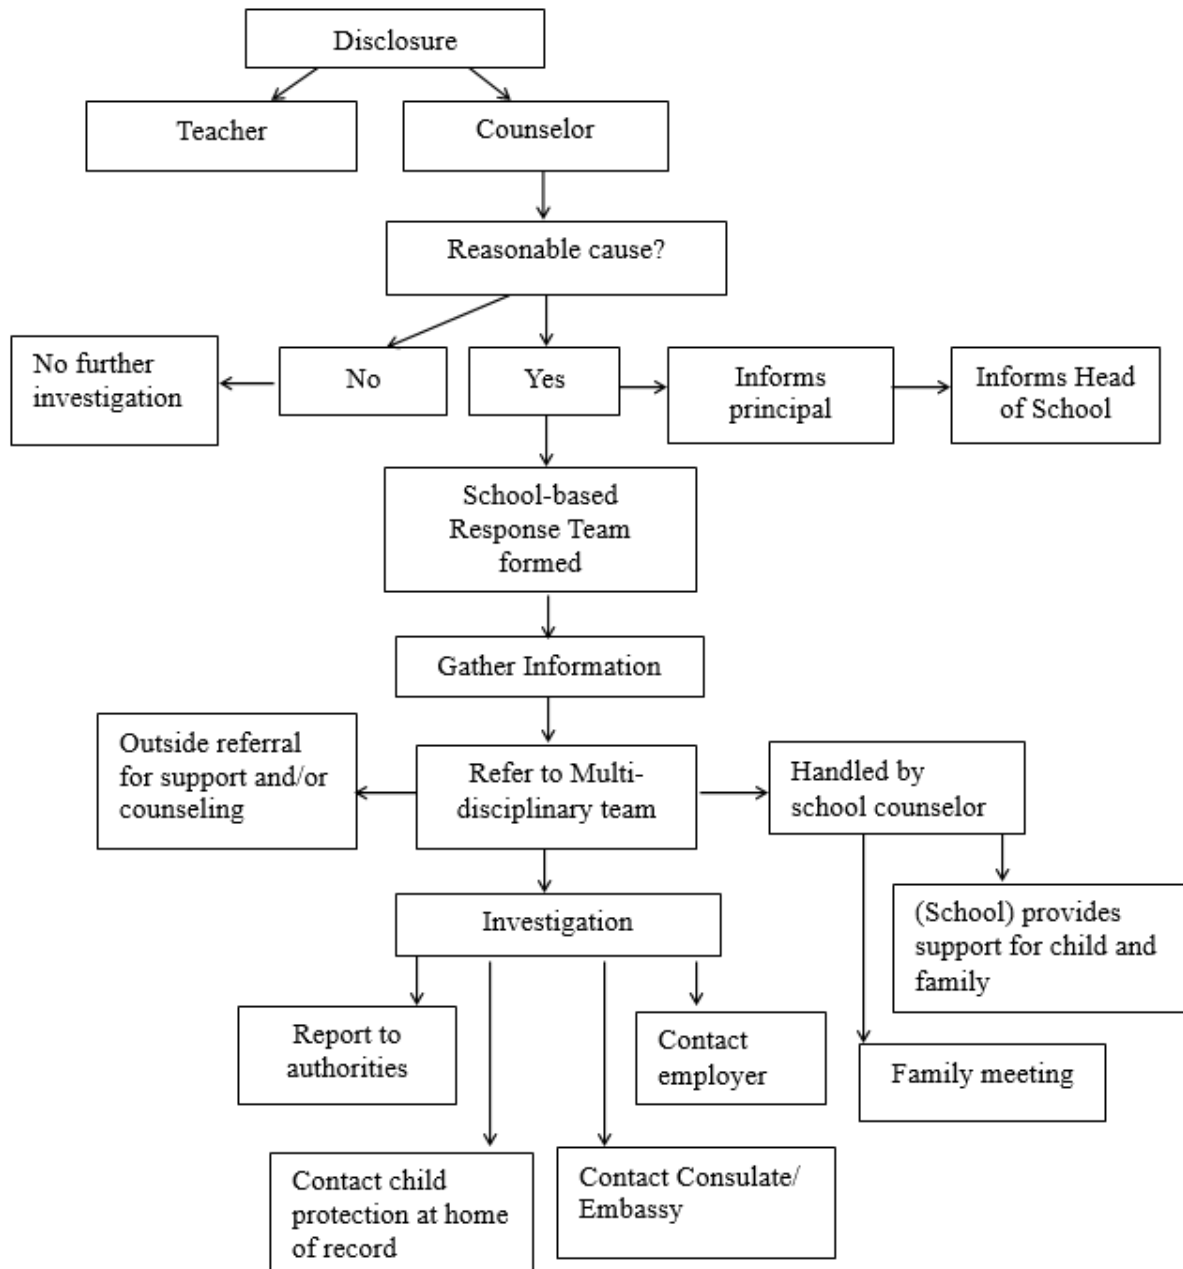 Disclosure
Teacher
Counselor
Reasonable cause?
No further
investigation
No
Yes
Informs
principal
Informs Head
of School
School-based
Response Team
formed
Gather Information
Outside referral
for support and/or
counseling
Refer to Multi-
disciplinary team
Handled by
school counselor
Investigation
(School) provides
support for child and
family
Report to
authorities
Contact
employer
Family meeting
Contact child
protection at home
of record
Contact Consulate/
Embassy